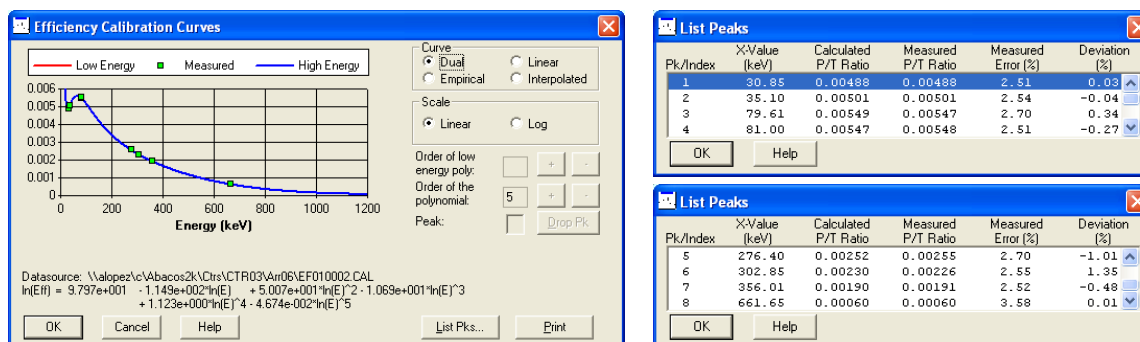 Efficiency Calibration Curves
Low Energy Measured High Energy
0.006
0.005
0.004
0.003
0.002
0.001
0
0 200 400 600 800 1000 1200
Energy (keV)
Curve
Dual Linear
Empirical Interpolated
Scale
Linear Log
Order of low
energy poly: + -
Order of the
polynomial: 5 + -
Peak: Drop Pk
Datasource: \\alopez\c\Abacos2k\Ctrs\CTR03\Arr06\EF010002.CAL
ln(Eff) = 9.797e+001 - 1.149e+002*ln(E) + 5.007e+001*ln(E)^2 - 1.069e+001*ln(E)^3
+ 1.123e+000*ln(E)^4 - 4.674e-002*ln(E)^5
OK Cancel Help List Pks... Print
List Peaks
X-Value Calculated Measured Measured Deviation
Pk/Index (keV) P/T Ratio P/T Ratio Error (%) (%)
1 30.85 0.00488 0.00488 2.51 0.03
2 35.10 0.00501 0.00501 2.54 -0.04
3 79.61 0.00549 0.00547 2.70 0.34
4 81.00 0.00547 0.00548 2.51 -0.27
OK Help
List Peaks
X-Value Calculated Measured Measured Deviation
Pk/Index (keV) P/T Ratio P/T Ratio Error (%) (%)
5 276.40 0.00252 0.00255 2.70 -1.01
6 302.85 0.00230 0.00226 2.55 1.35
7 356.01 0.00190 0.00191 2.52 -0.48
8 661.65 0.00060 0.00060 3.58 0.01
OK Help